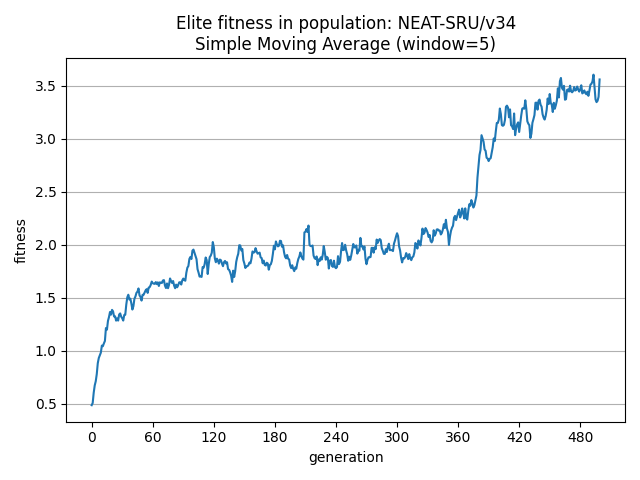 Elite fitness in population: NEAT-SRU/v34
Simple Moving Average (window=5)
fitness
3.5
3.0
2.5
2.0
1.5
1.0
0.5
0 60 120 180 240 300 360 420 480
generation